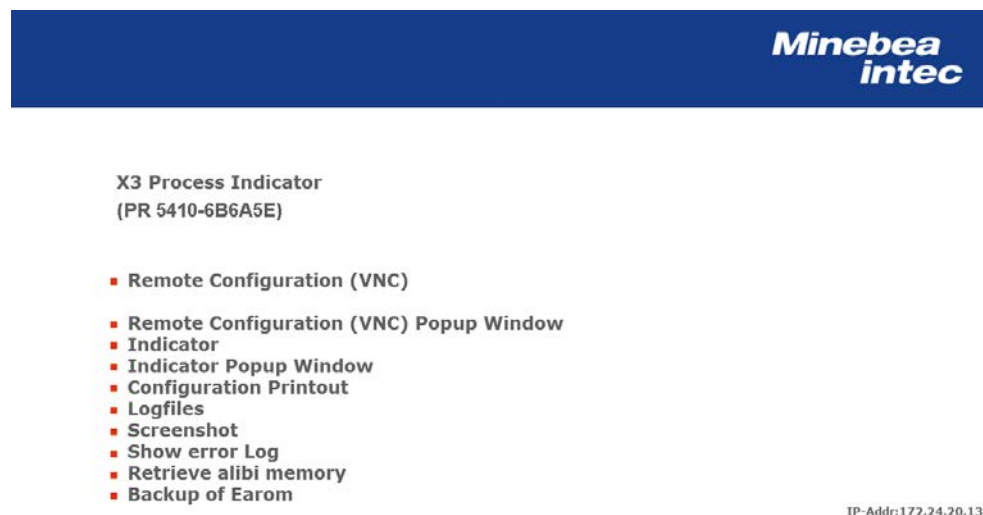 Minebea
intec
X3 Process Indicator
(PR 5410-6B6A5E)
Remote Configuration (VNC)
Remote Configuration (VNC) Popup Window
Indicator
Indicator Popup Window
Configuration Printout
Logfiles
Screenshot
Show error Log
Retrieve alibi memory
Backup of Earom
IP-Addr:172.24.20.13